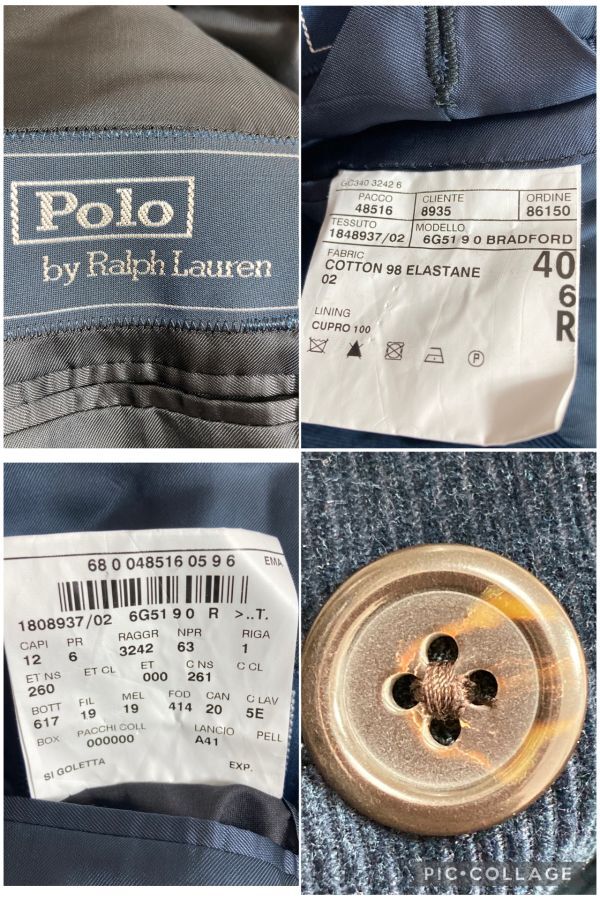 Polo
by Ralph Lauren
GC340 3242 6
PACCO CLIENTE ORDINE
48516 8935 86150
TESSUTO MODELLO
1848937/02 6G51 9 0 BRADFORD
FABRIC
COTTON 98 ELASTANE
02
40
6
R
LINING
CUPRO 100
P
68 0 048516 05 9 6 EMA
1808937/02 6G51 9 0 R >..T.
CAPI PR RAGGR NPR RIGA
12 6 3242 63 1
ET NS ET CL ET C NS C CL
260 000 261
BOTT FIL MEL FOD CAN C LAV
617 19 19 414 20 5E
BOX PACCHI COLL LANCIO PELL
000000 A41
SI GOLETTA EXP.
PIC•COLLAGE